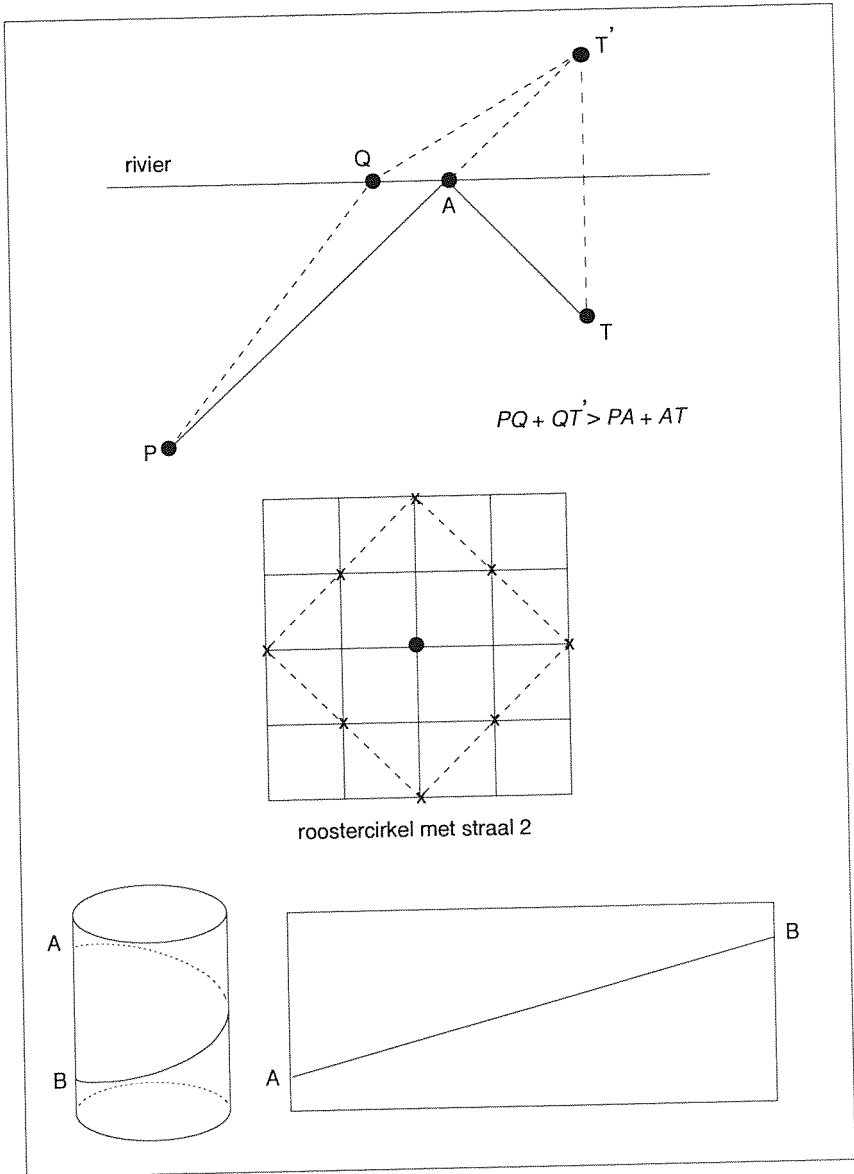 T'
rivier
Q
A
T
PQ + QT' > PA + AT
P
roostercirkel met straal 2
A
B
B
A